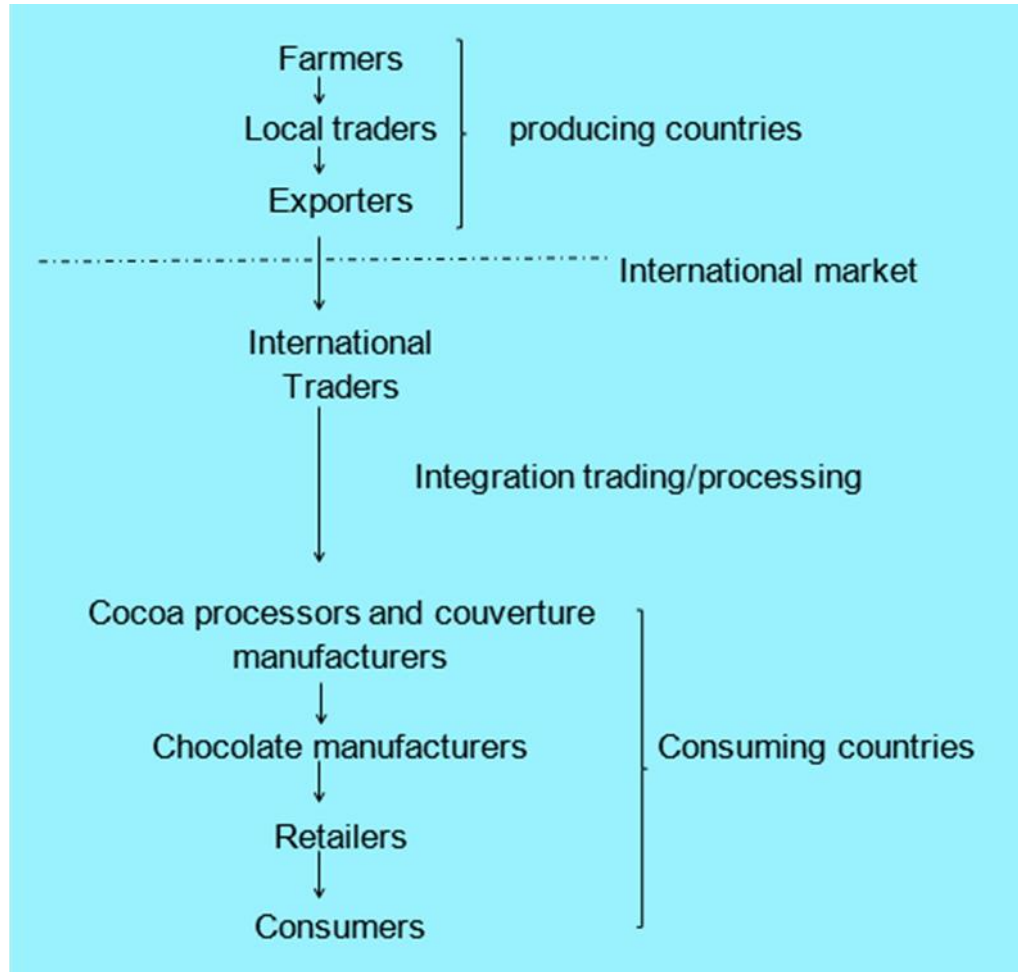 Farmers
Local traders
producing countries
Exporters
International market
International
Traders
Integration trading/processing
Cocoa processors and couverture
manufacturers
Chocolate manufacturers
Consuming countries
Retailers
Consumers